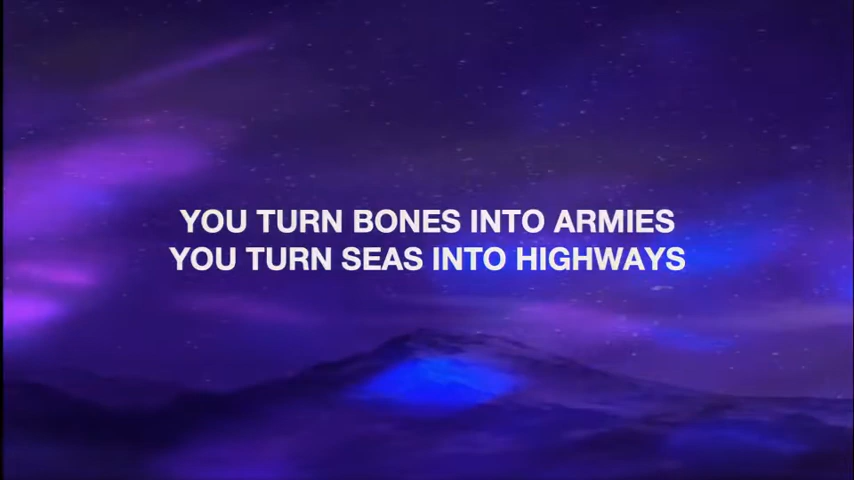 YOU TURN BONES INTO ARMIES
YOU TURN SEAS INTO HIGHWAYS